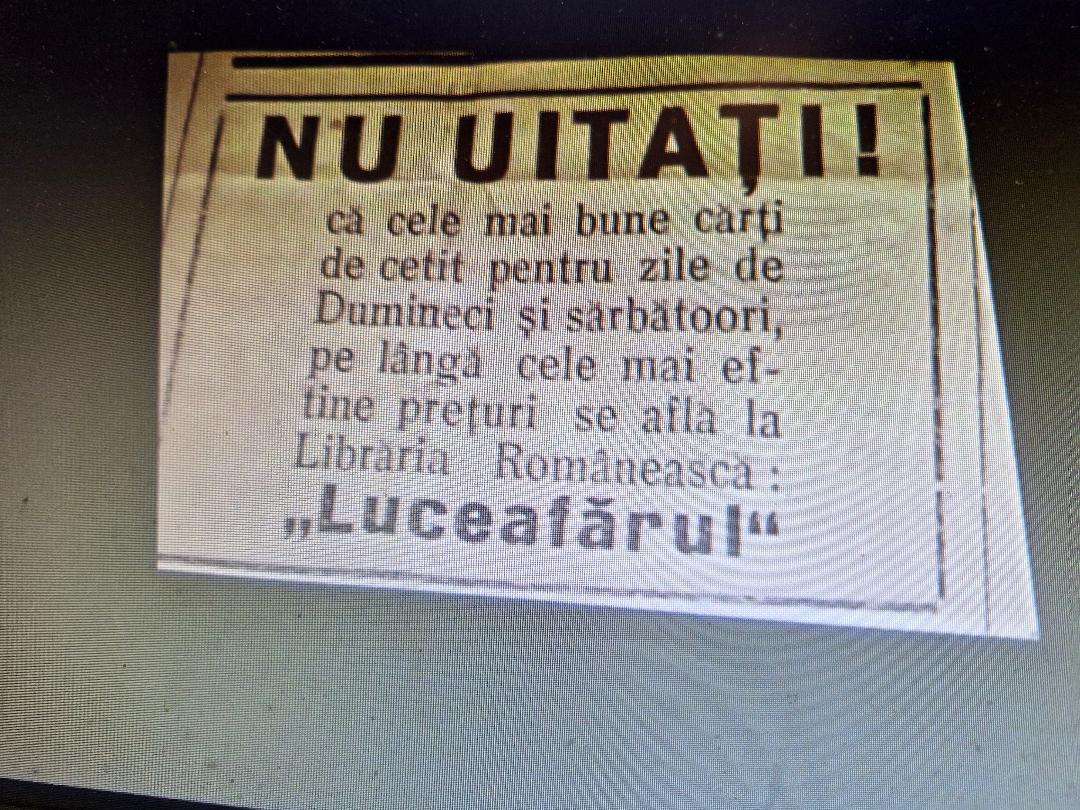 NU UITAȚI!
că cele mai bune cărți
de cetit pentru zile de
Dumineci și sărbătoori,
pe lângă cele mai ef-
tine prețuri se află la
Librăria Românească :
„Luceafărul“